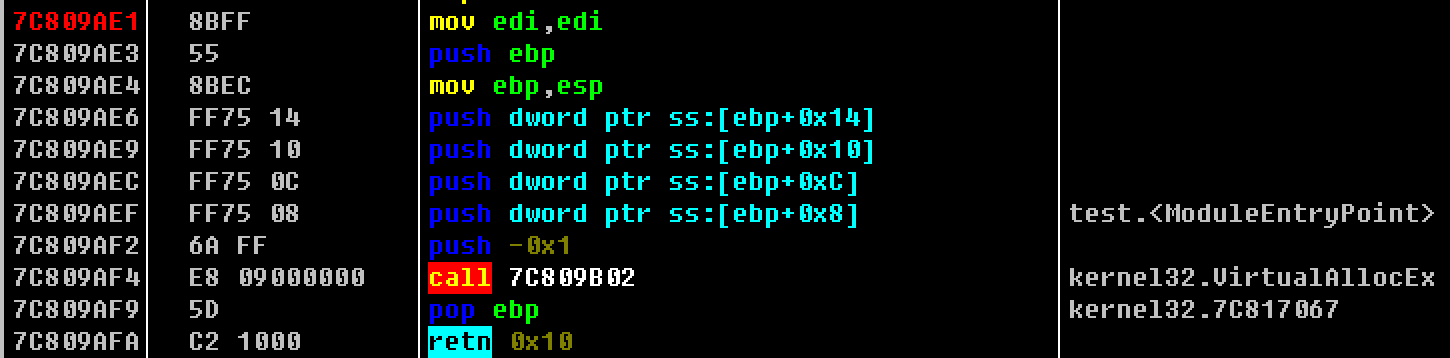 7C809AE1 8BFF mov edi,edi
7C809AE3 55 push ebp
7C809AE4 8BEC mov ebp,esp
7C809AE6 FF75 14 push dword ptr ss:[ebp+0x14]
7C809AE9 FF75 10 push dword ptr ss:[ebp+0x10]
7C809AEC FF75 0C push dword ptr ss:[ebp+0xC]
7C809AEF FF75 08 push dword ptr ss:[ebp+0x8] test.<ModuleEntryPoint>
7C809AF2 6A FF push -0x1
7C809AF4 E8 09000000 call 7C809B02 kernel32.VirtualAllocEx
7C809AF9 5D pop ebp kernel32.7C817067
7C809AFA C2 1000 retn 0x10